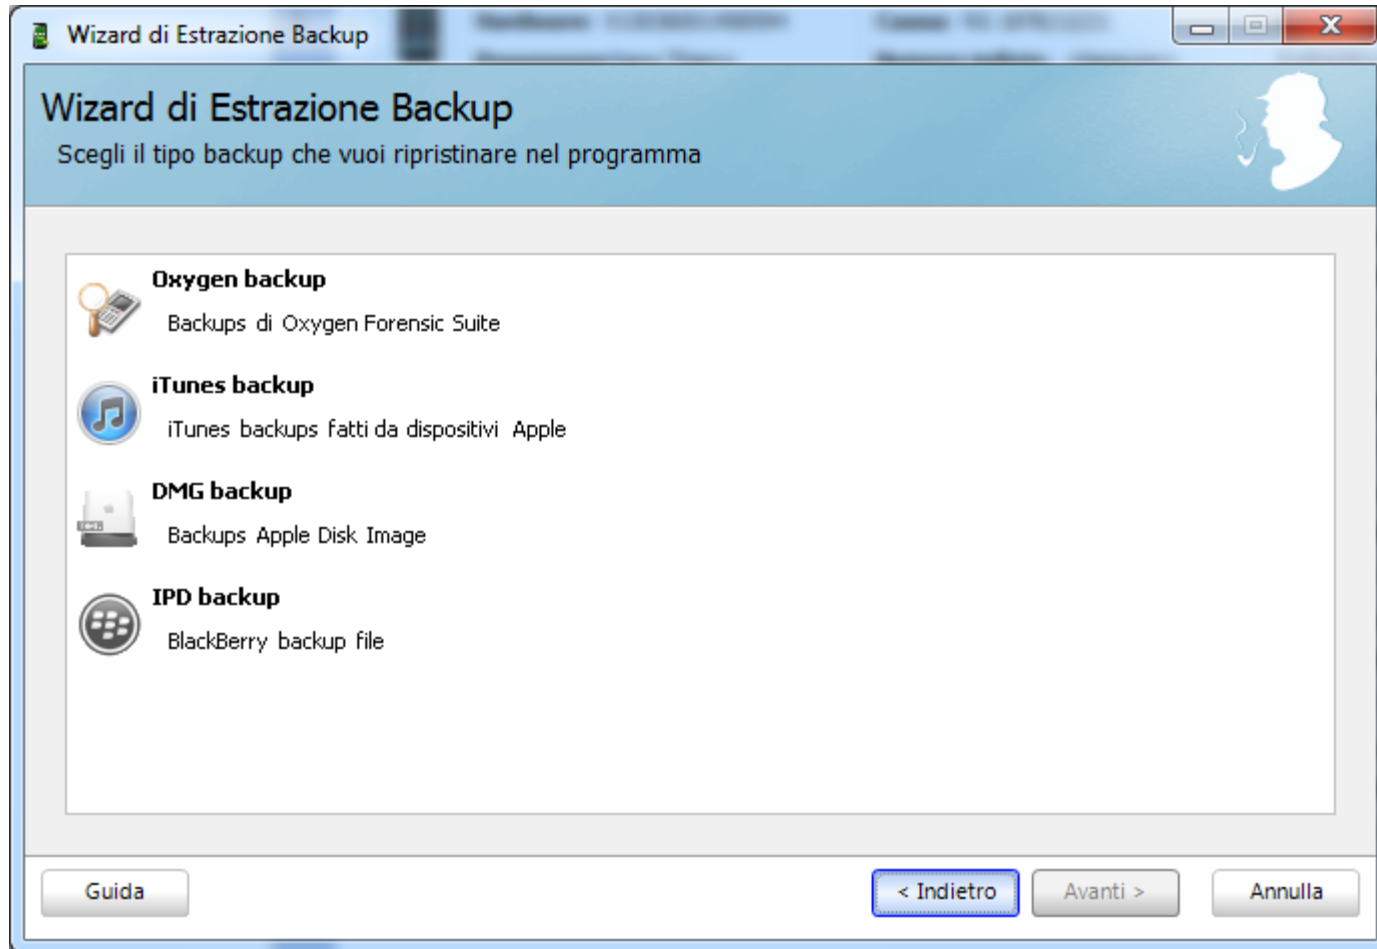 Wizard di Estrazione Backup
Wizard di Estrazione Backup
Scegli il tipo backup che vuoi ripristinare nel programma
Oxygen backup
Backups di Oxygen Forensic Suite
iTunes backup
iTunes backups fatti da dispositivi Apple
DMG backup
Backups Apple Disk Image
IPD backup
BlackBerry backup file
Guida
< Indietro
Avanti >
Annulla